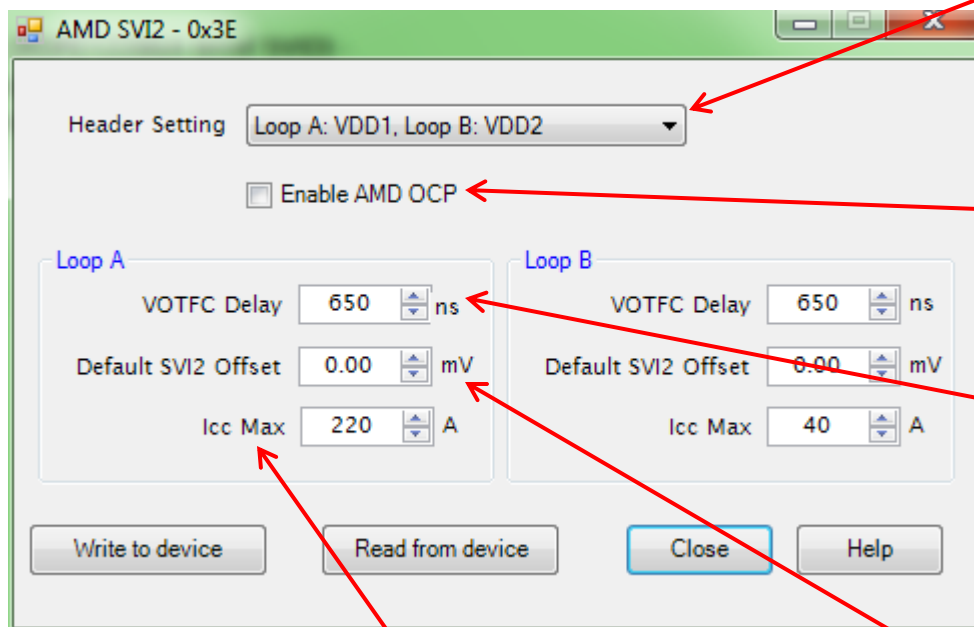 AMD SVI2 - 0x3E
Header Setting Loop A: VDD1, Loop B: VDD2
Enable AMD OCP
Loop A Loop B
VOTFC Delay 650 ns VOTFC Delay 650 ns
Default SVI2 Offset 0.00 mV Default SVI2 Offset 0.00 mV
Icc Max 220 A Icc Max 40 A
Write to device Read from device Close Help